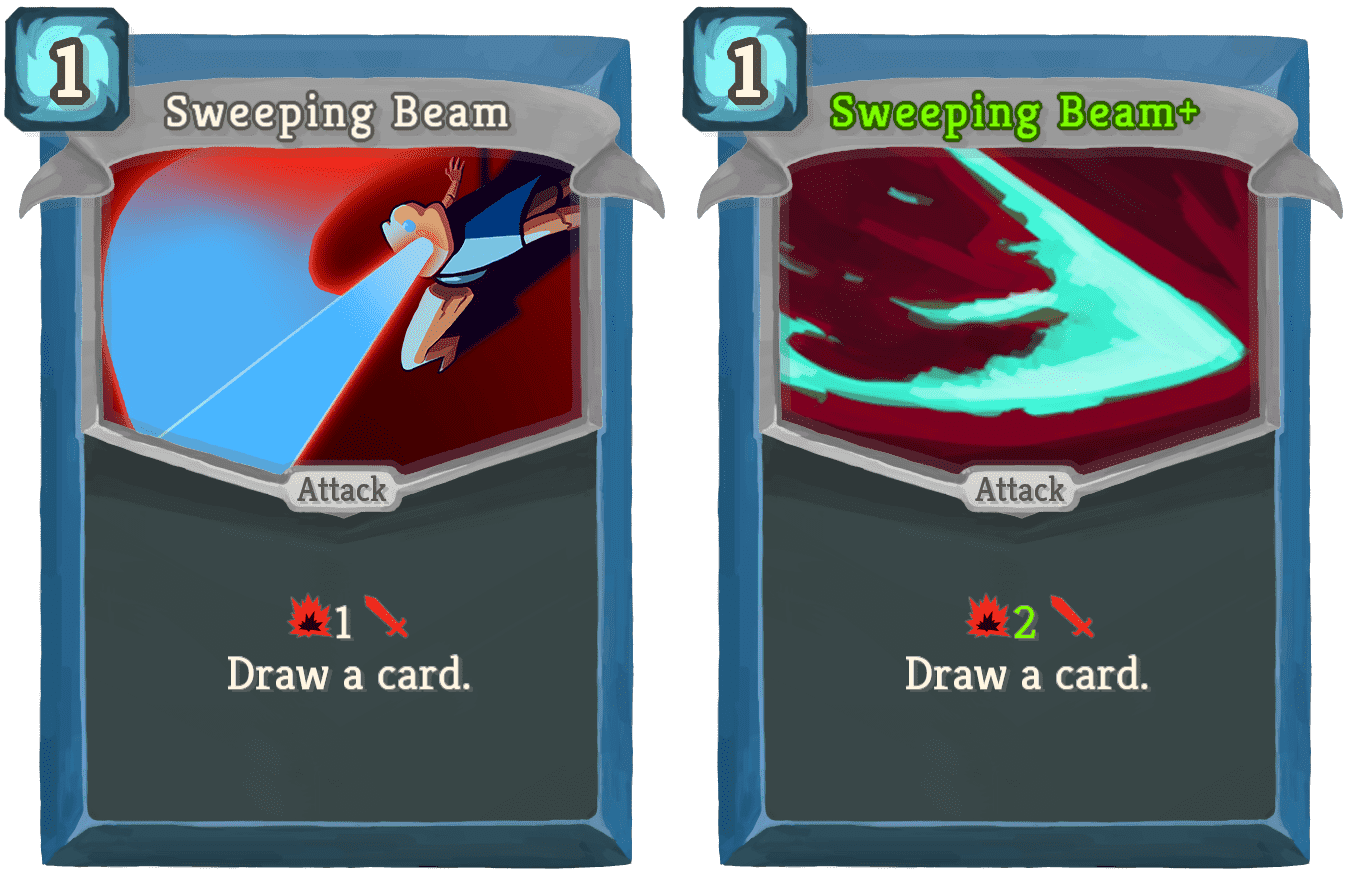 1
Sweeping Beam
Attack
1
Draw a card.
1
Sweeping Beam+
Attack
2
Draw a card.